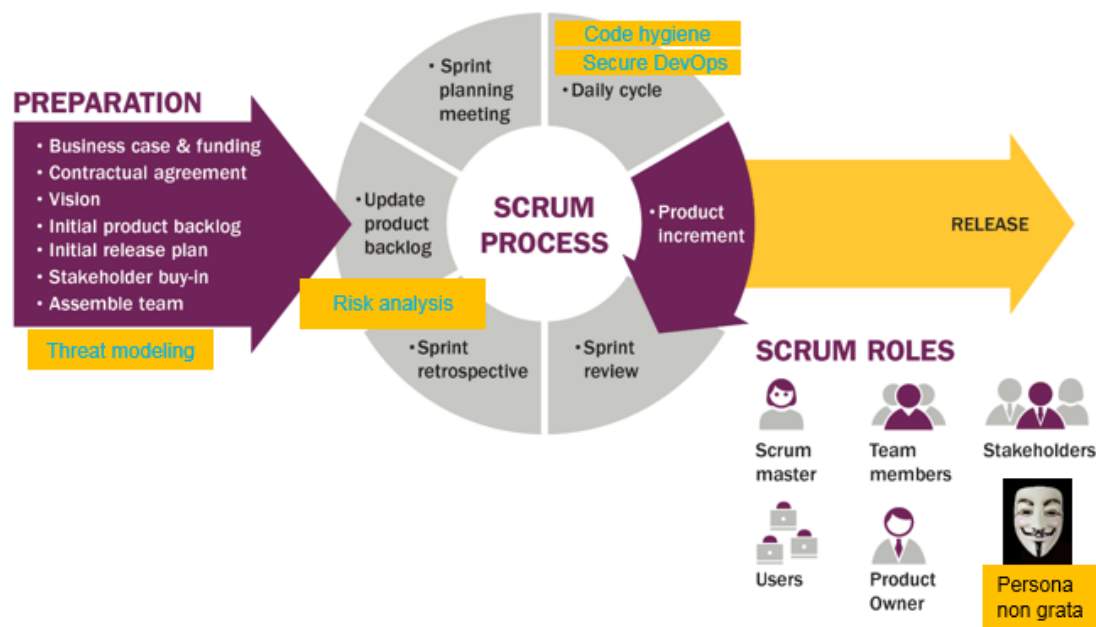 PREPARATION
• Business case & funding
• Contractual agreement
• Vision
• Initial product backlog
• Initial release plan
• Stakeholder buy-in
• Assemble team
Threat modeling
SCRUM
PROCESS
• Update
product
backlog
• Sprint
planning
meeting
Code hygiene
Secure DevOps
• Daily cycle
• Product
increment
• Sprint
review
• Sprint
retrospective
Risk analysis
RELEASE
SCRUM ROLES
Scrum
master
Team
members
Stakeholders
Users
Product
Owner
Persona
non grata